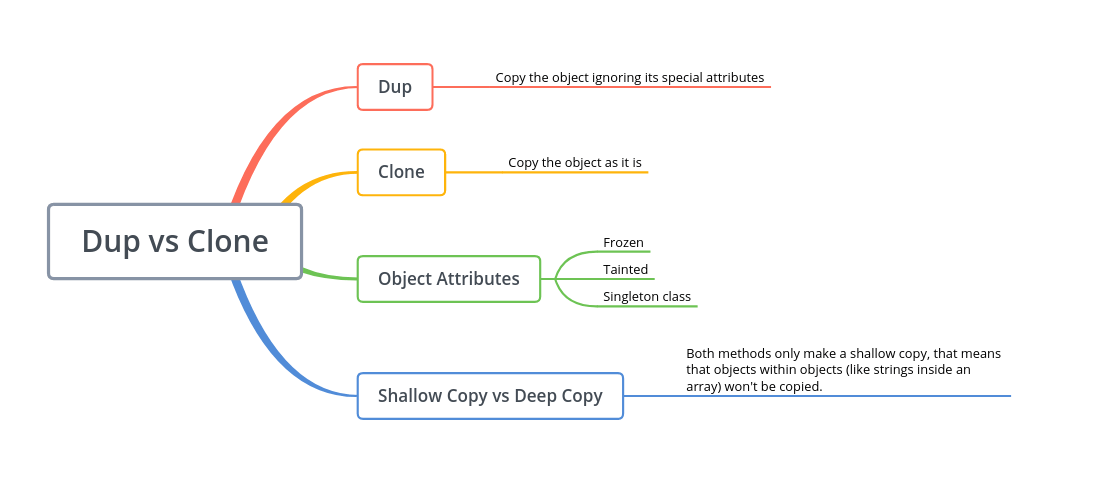 Dup vs Clone
Dup
Copy the object ignoring its special attributes
Clone
Copy the object as it is
Object Attributes
Frozen
Tainted
Singleton class
Shallow Copy vs Deep Copy
Both methods only make a shallow copy, that means
that objects within objects (like strings inside an
array) won't be copied.